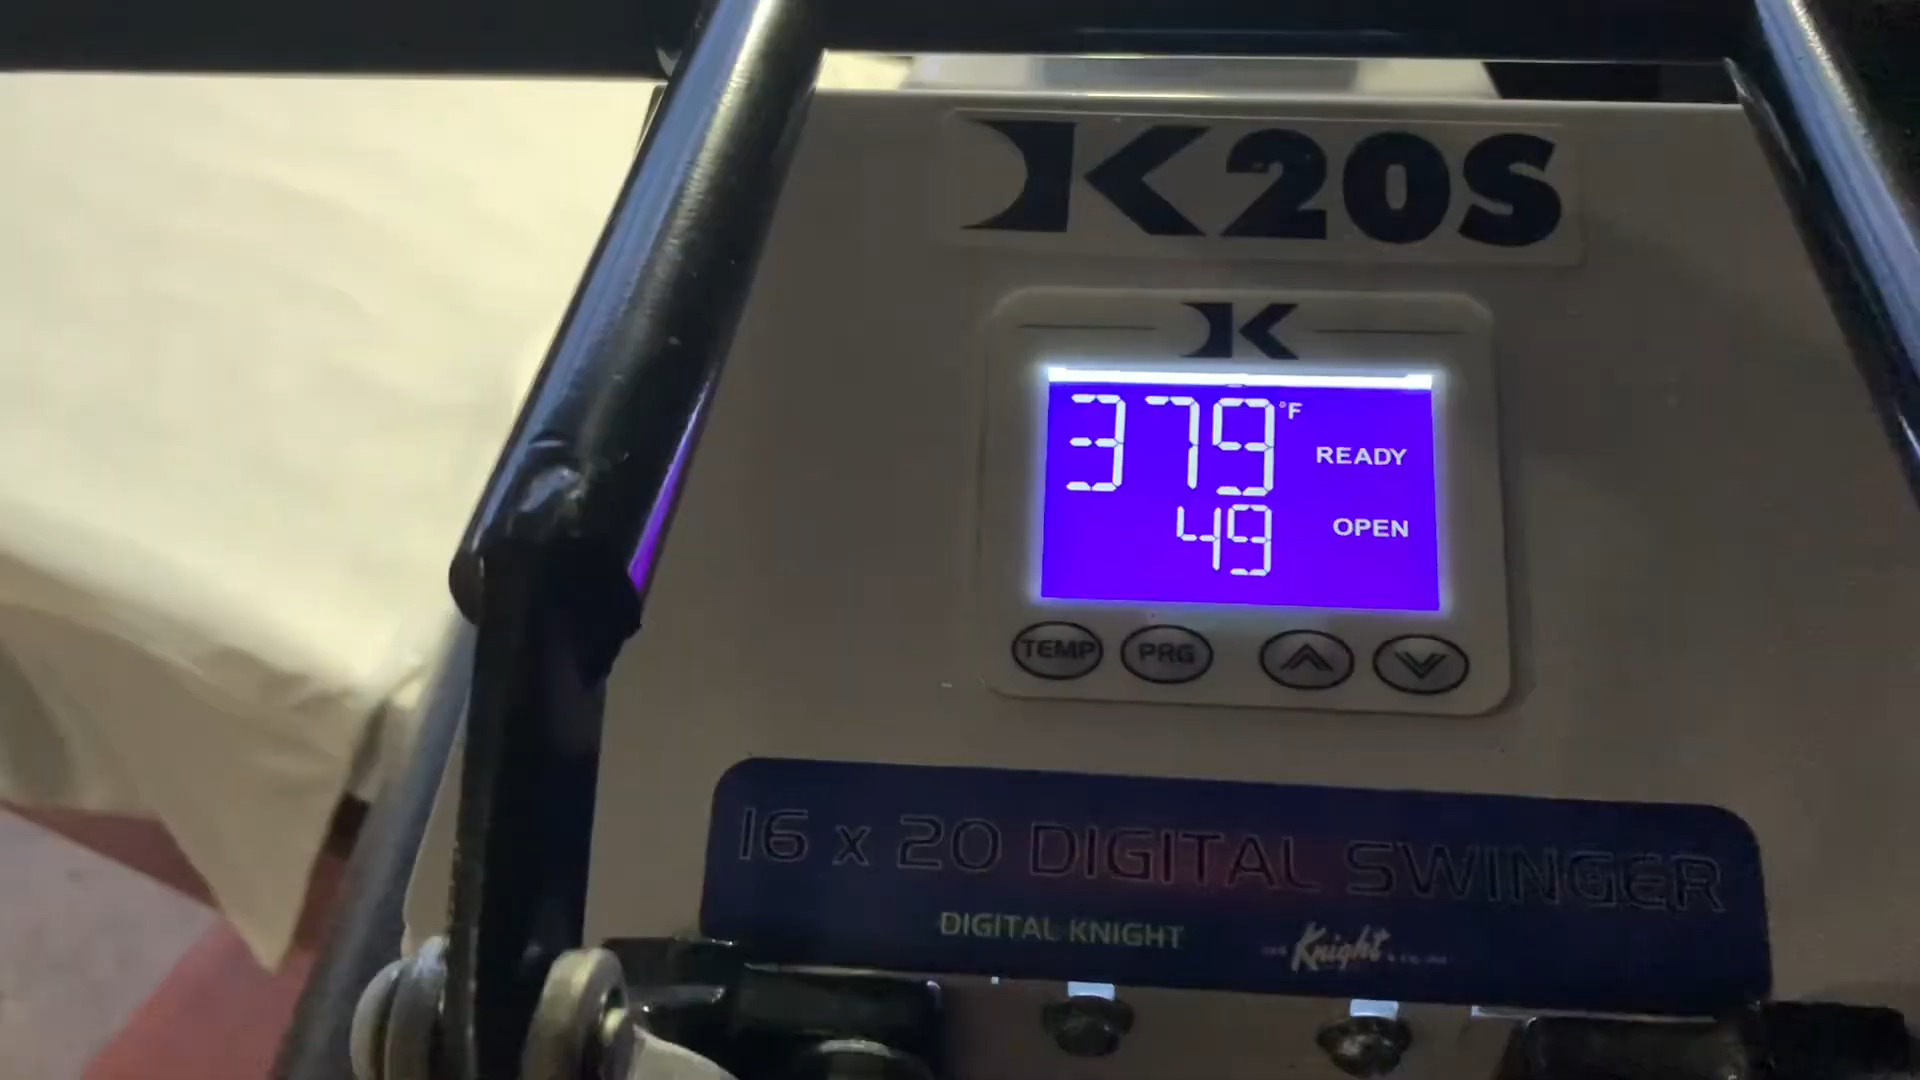 K20S
K
379 °F
READY
49
OPEN
TEMP PRG
16 x 20 DIGITAL SWINGER
DIGITAL KNIGHT
Knight